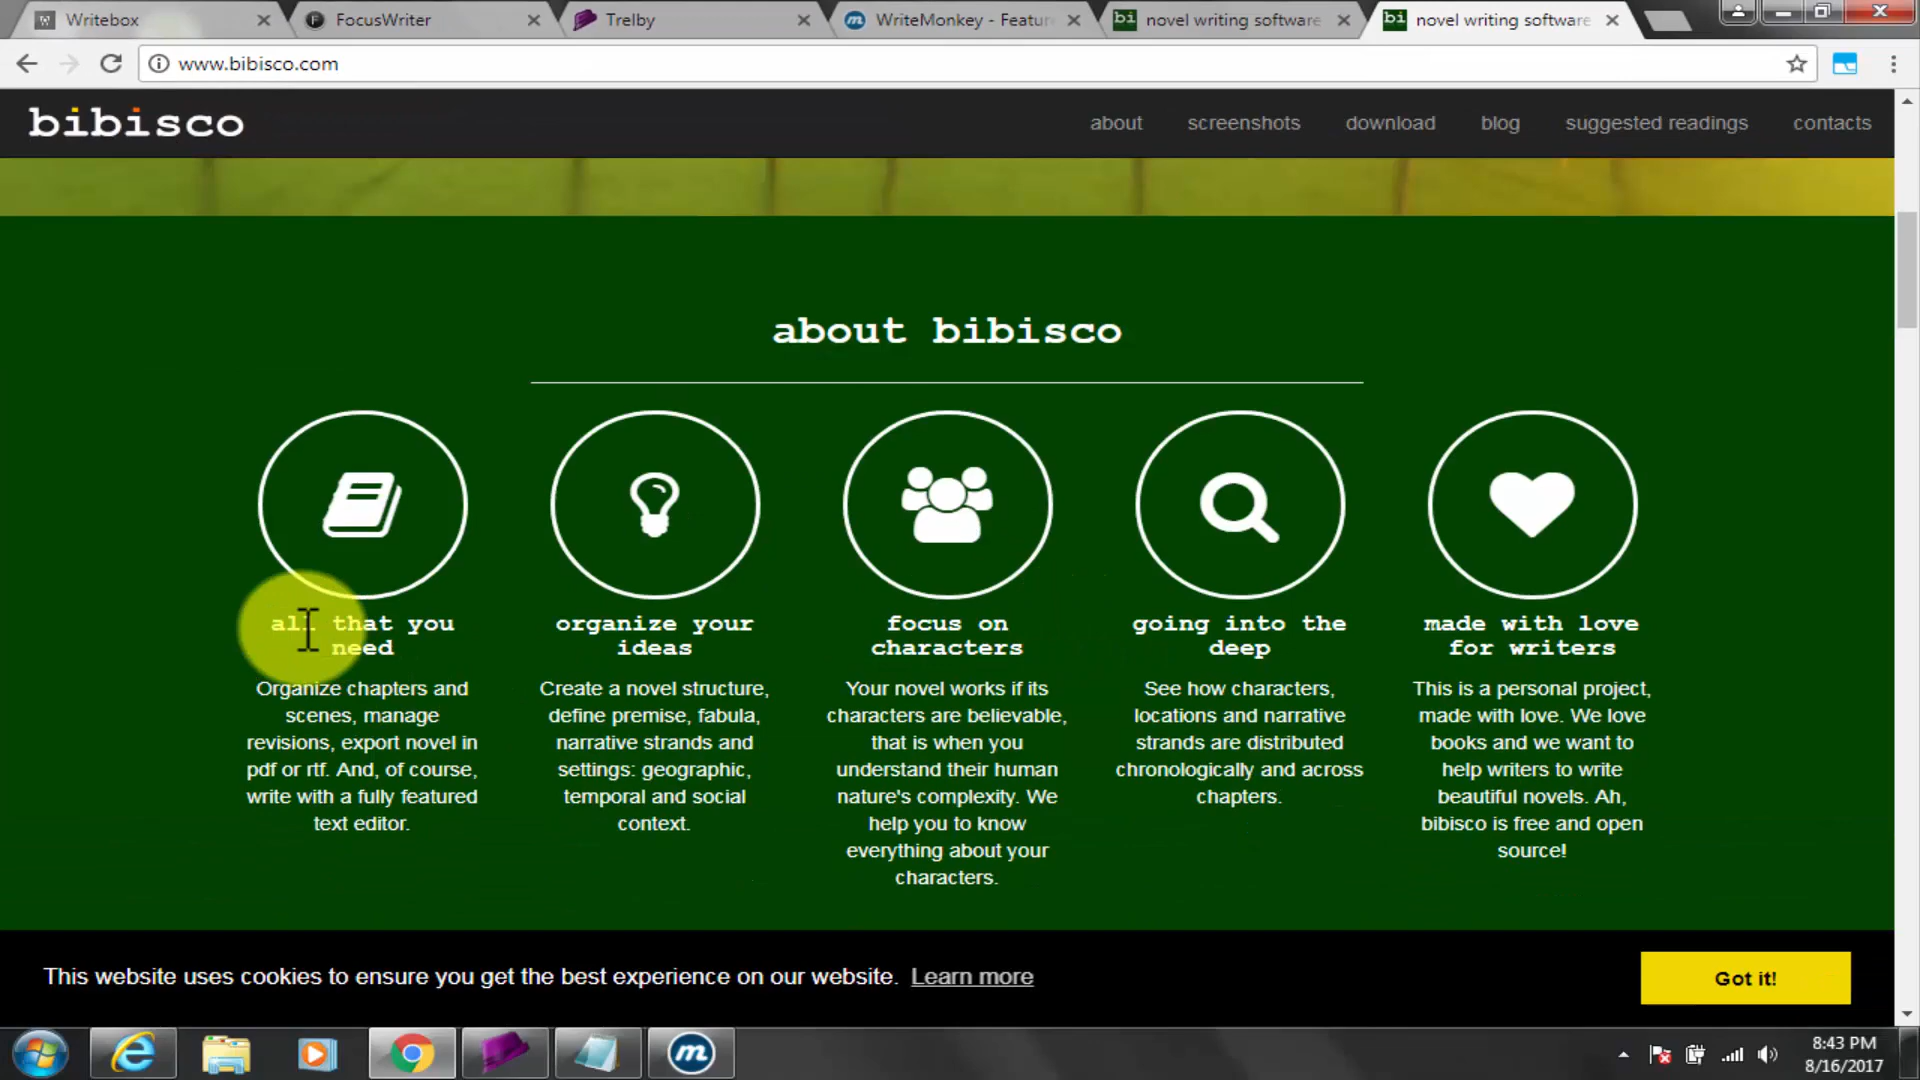 Writebox
FocusWriter
Trelby
WriteMonkey - Featur
novel writing software
novel writing software
www.bibisco.com
bibisco
about
screenshots
download
blog
suggested readings
contacts
about bibisco
all that you
need
Organize chapters and
scenes, manage
revisions, export novel in
pdf or rtf. And, of course,
write with a fully featured
text editor.
organize your
ideas
Create a novel structure,
define premise, fabula,
narrative strands and
settings: geographic,
temporal and social
context.
focus on
characters
Your novel works if its
characters are believable,
that is when you
understand their human
nature's complexity. We
help you to know
everything about your
characters.
going into the
deep
See how characters,
locations and narrative
strands are distributed
chronologically and across
chapters.
made with love
for writers
This is a personal project,
made with love. We love
books and we want to
help writers to write
beautiful novels. Ah,
bibisco is free and open
source!
This website uses cookies to ensure you get the best experience on our website. Learn more
Got it!
8:43 PM
8/16/2017